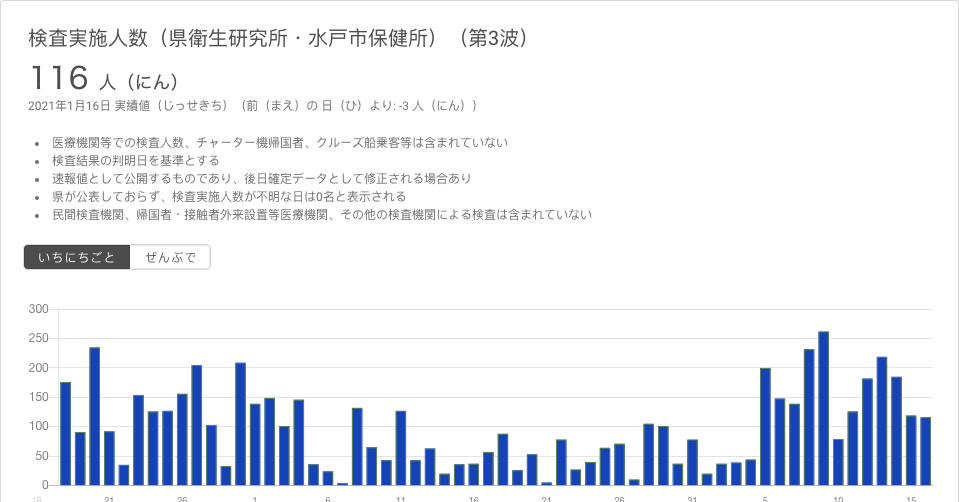 検査実施人数（県衛生研究所・水戸市保健所）（第3波）
116 人（にん）
2021年1月16日 実績値（じっせきち）（前（まえ）の 日（ひ）より: -3 人（にん））
• 医療機関等での検査人数、チャーター機帰国者、クルーズ船乗客等は含まれていない
• 検査結果の判明日を基準とする
• 速報値として公開するものであり、後日確定データとして修正される場合あり
• 県が公表しておらず、検査実施人数が不明な日は0名と表示される
• 民間検査機関、帰国者・接触者外来設置等医療機関、その他の検査機関による検査は含まれていない
いちにちごと ぜんぶで
300
250
200
150
100
50
0
16 21 26 1 6 11 16 21 26 31 5 10 15